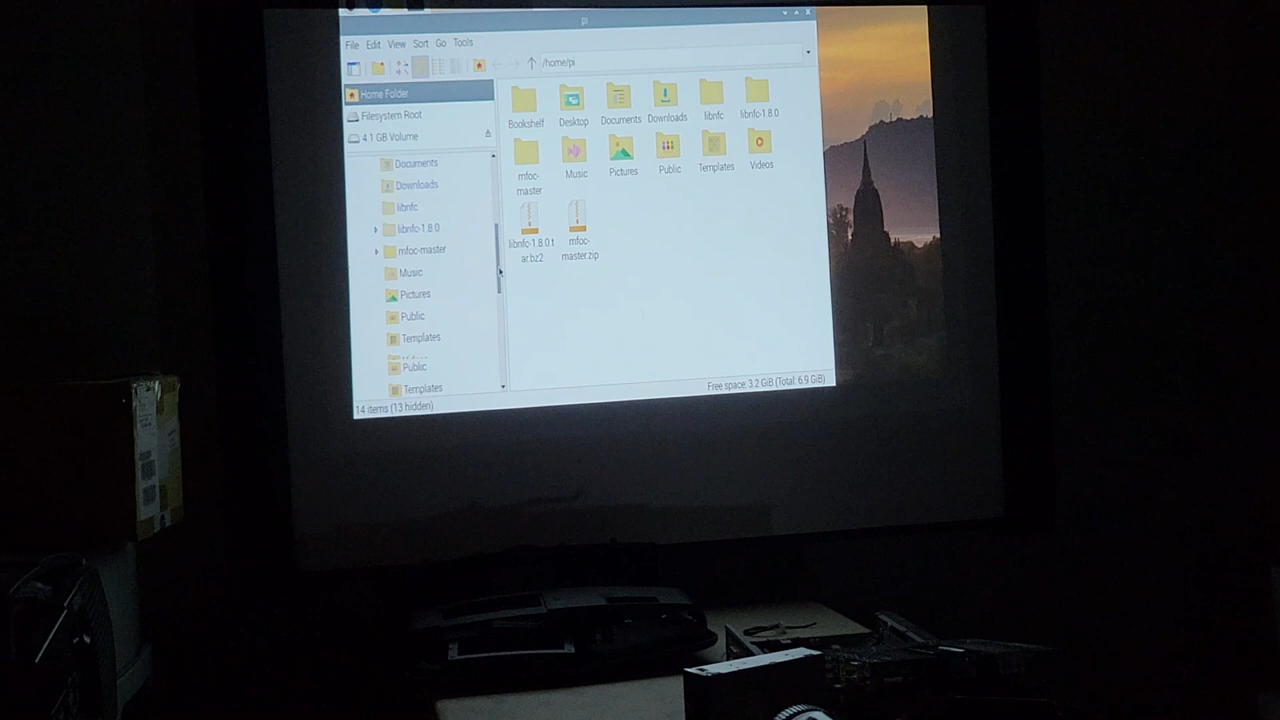 pi
File Edit View Sort Go Tools
/home/pi
Home Folder
Filesystem Root
4.1 GB Volume
Documents
Downloads
libnfc
libnfc-1.8.0
mfoc-master
Music
Pictures
Public
Templates
Public
Templates
Bookshelf Desktop Documents Downloads libnfc libnfc-1.8.0
mfoc-
master
Music Pictures Public Templates Videos
libnfc-1.8.0.t
ar.bz2
mfoc-
master.zip
14 items (13 hidden)
Free space: 3.2 GiB (Total: 6.9 GiB)